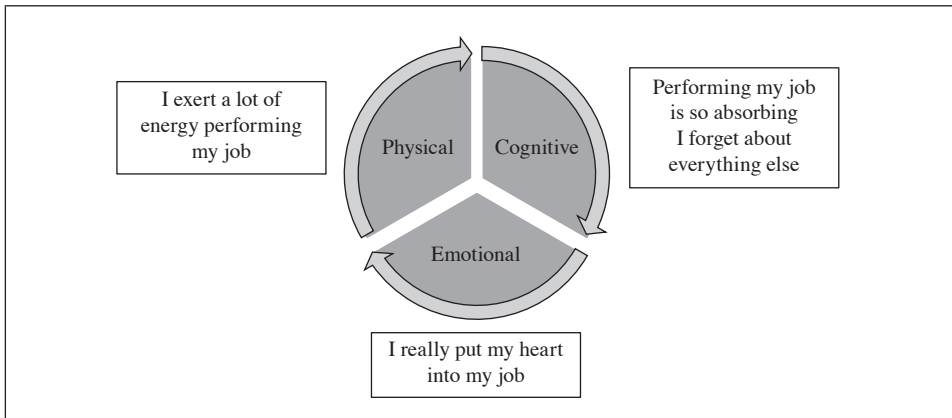 I exert a lot of
energy performing
my job
Physical
Cognitive
Performing my job
is so absorbing
I forget about
everything else
Emotional
I really put my heart
into my job